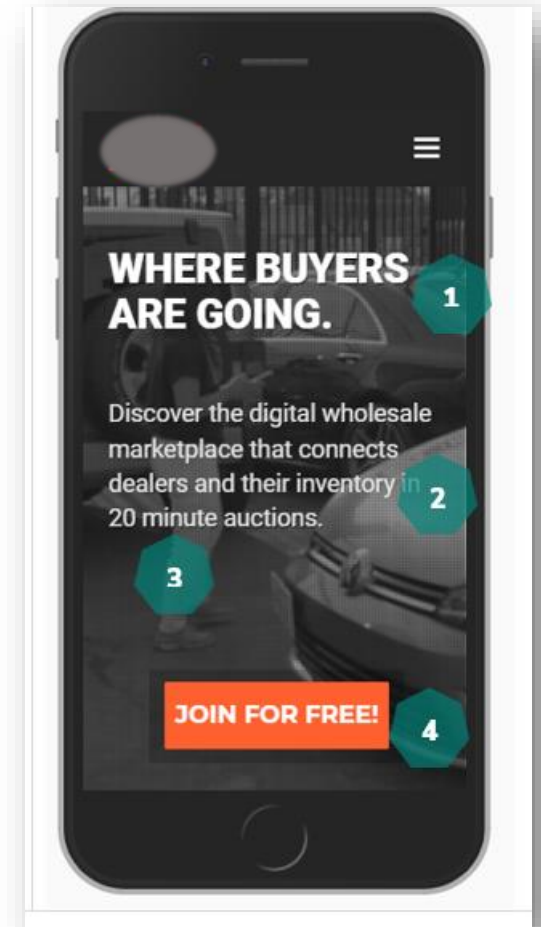 WHERE BUYERS
ARE GOING.
1
Discover the digital wholesale
marketplace that connects
dealers and their inventory in
2
20 minute auctions.
3
JOIN FOR FREE!
4